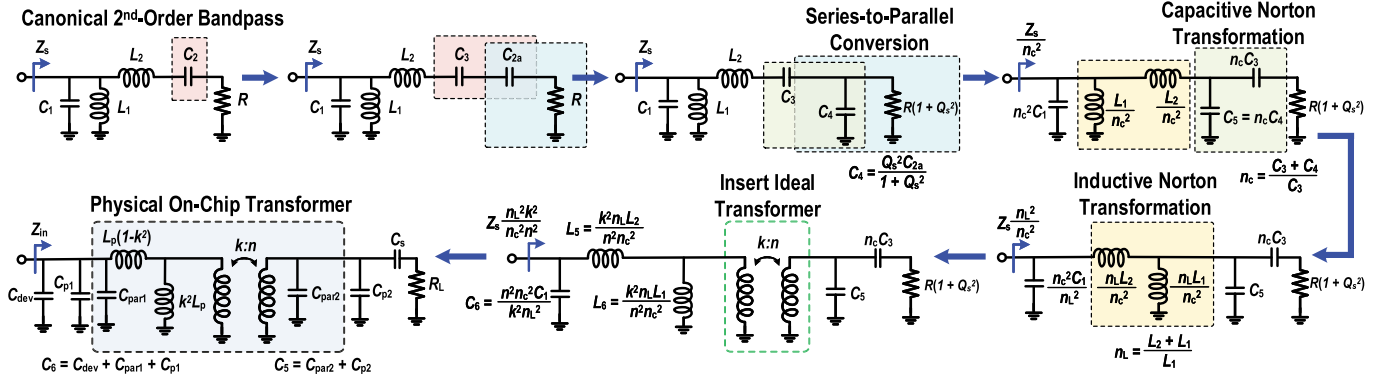 Canonical 2nd-Order Bandpass
Zs
L2
C2
C1
L1
R
Zs
L2
C3
C2a
C1
L1
R
Series-to-Parallel
Conversion
Zs
L2
C3
C1
L1
C4
R(1 + Qs²)
C4 = Qs²C2a / 1 + Qs²
Capacitive Norton
Transformation
Zs / nc²
nc²C1
L1 / nc²
L2 / nc²
ncC3
C5 = ncC4
R(1 + Qs²)
nc = C3 + C4 / C3
Inductive Norton
Transformation
Zs nL² / nc²
nc²C1 / nL²
nLL2 / nc²
nLL1 / nc²
ncC3
C5
R(1 + Qs²)
nL = L2 + L1 / L1
Insert Ideal
Transformer
Zs nL²k² / nc²n²
L5 = k²nLL2 / n²nc²
k:n
ncC3
C6 = n²nc²C1 / k²nL²
L6 = k²nLL1 / n²nc²
C5
R(1 + Qs²)
Physical On-Chip Transformer
Zin
Lp(1-k²)
k:n
Cs
Cdev
Cp1
Cpar1
k²Lp
Cpar2
Cp2
RL
C6 = Cdev + Cpar1 + Cp1
C5 = Cpar2 + Cp2